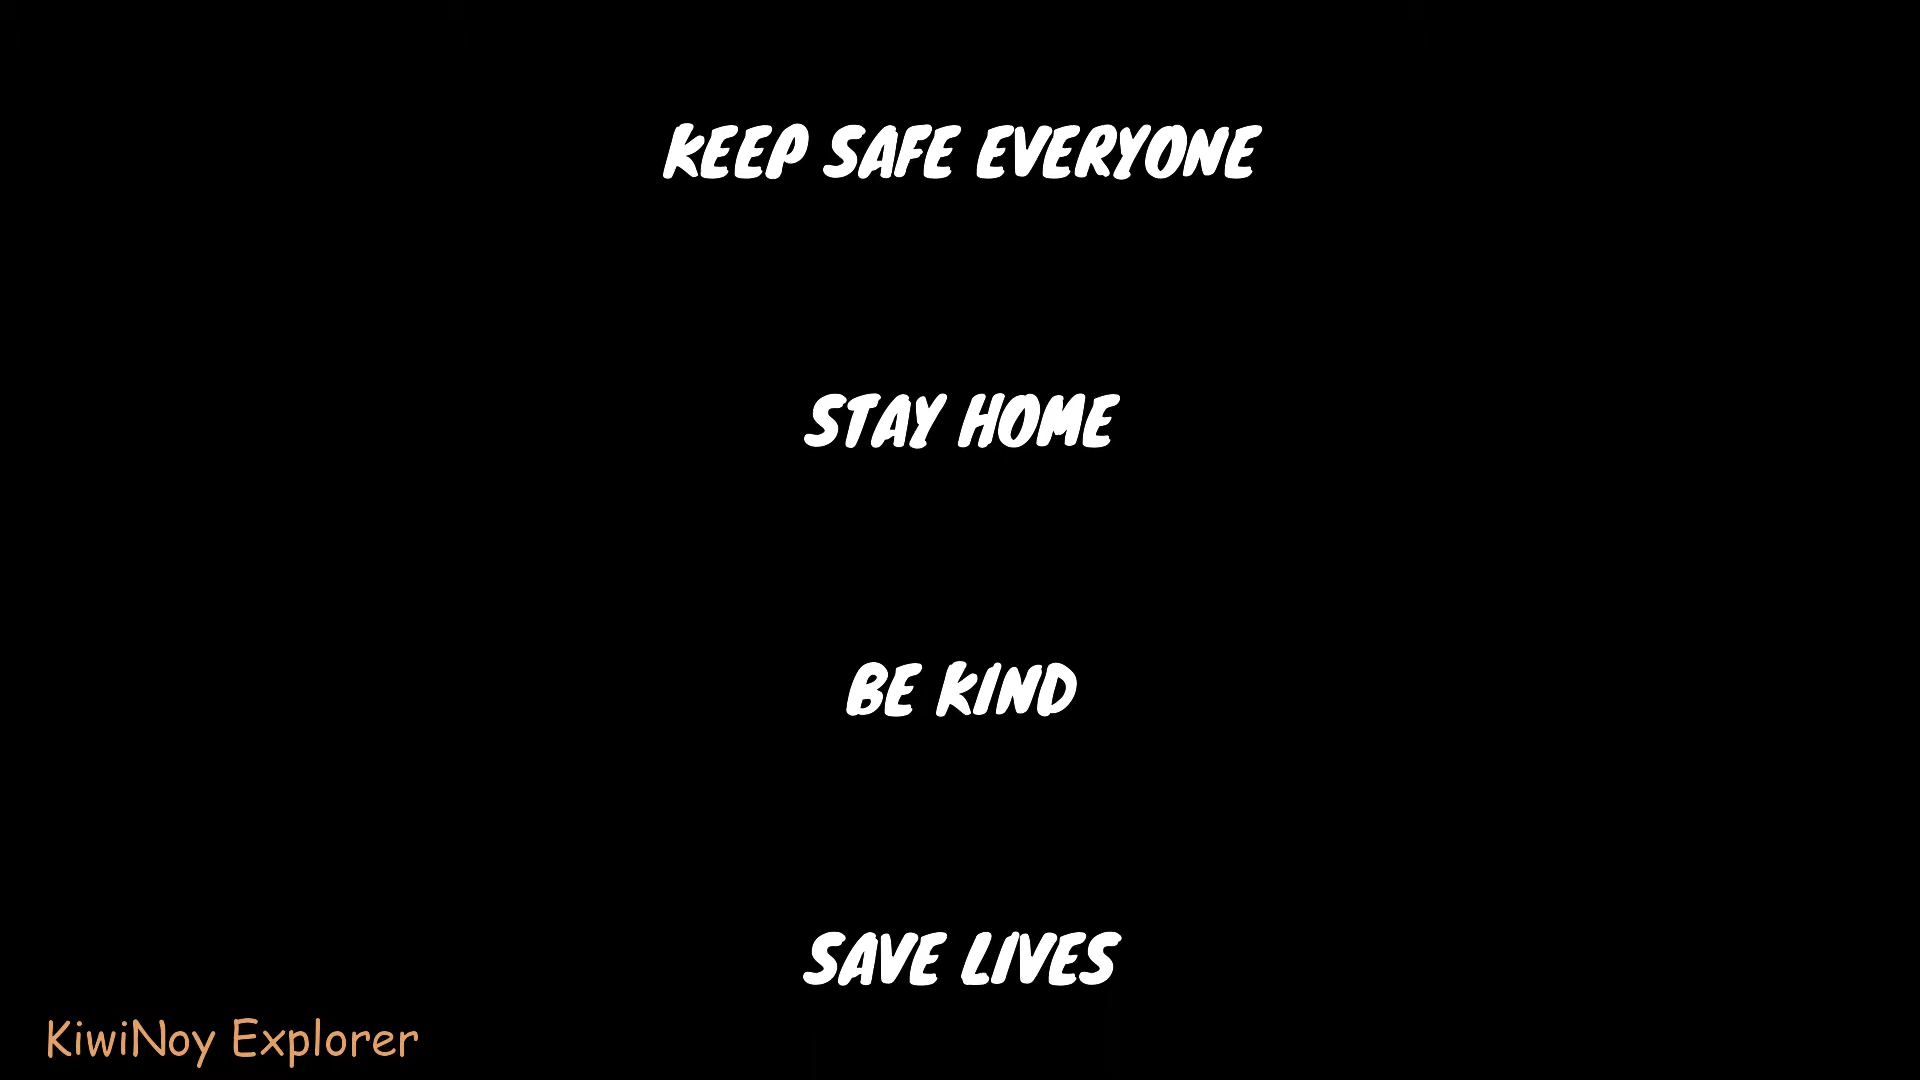 KEEP SAFE EVERYONE
STAY HOME
BE KIND
SAVE LIVES
KiwiNoy Explorer